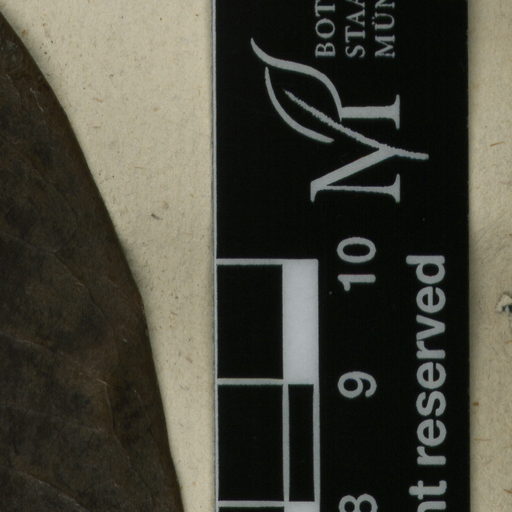 BOT
STAA
MÜN
M
10
9
8
nt reserved